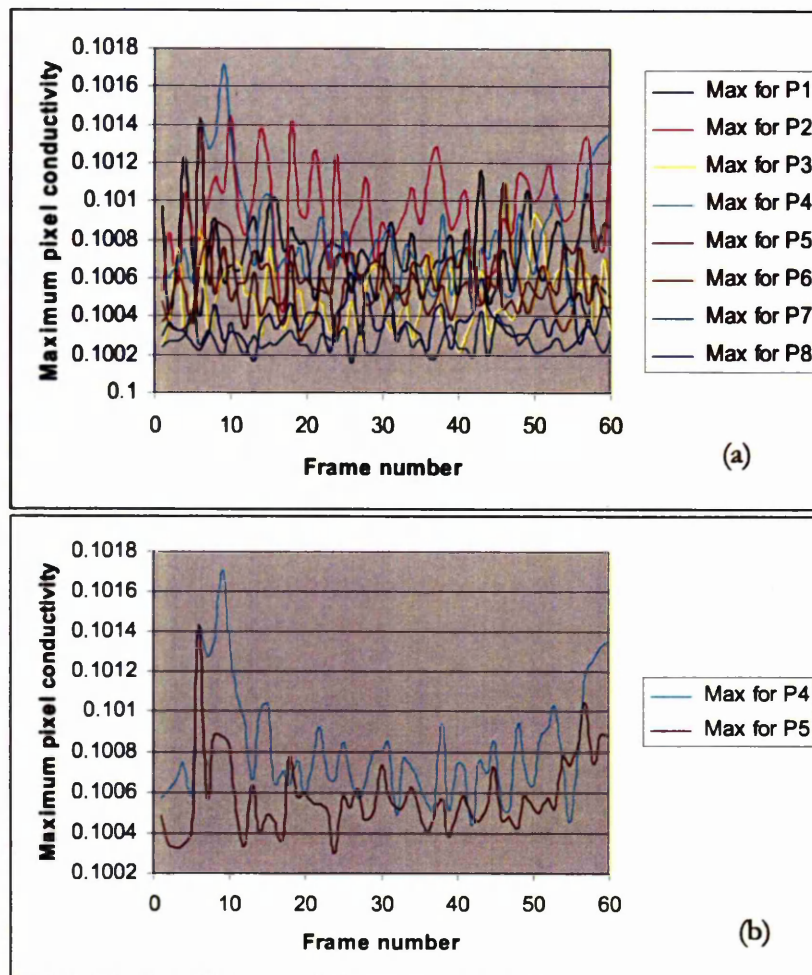 Maximum pixel conductivity
0.1018
0.1016
0.1014
0.1012
0.101
0.1008
0.1006
0.1004
0.1002
0.1
0 10 20 30 40 50 60
Frame number
Max for P1
Max for P2
Max for P3
Max for P4
Max for P5
Max for P6
Max for P7
Max for P8
(a)
Maximum pixel conductivity
0.1018
0.1016
0.1014
0.1012
0.101
0.1008
0.1006
0.1004
0.1002
0 10 20 30 40 50 60
Frame number
Max for P4
Max for P5
(b)